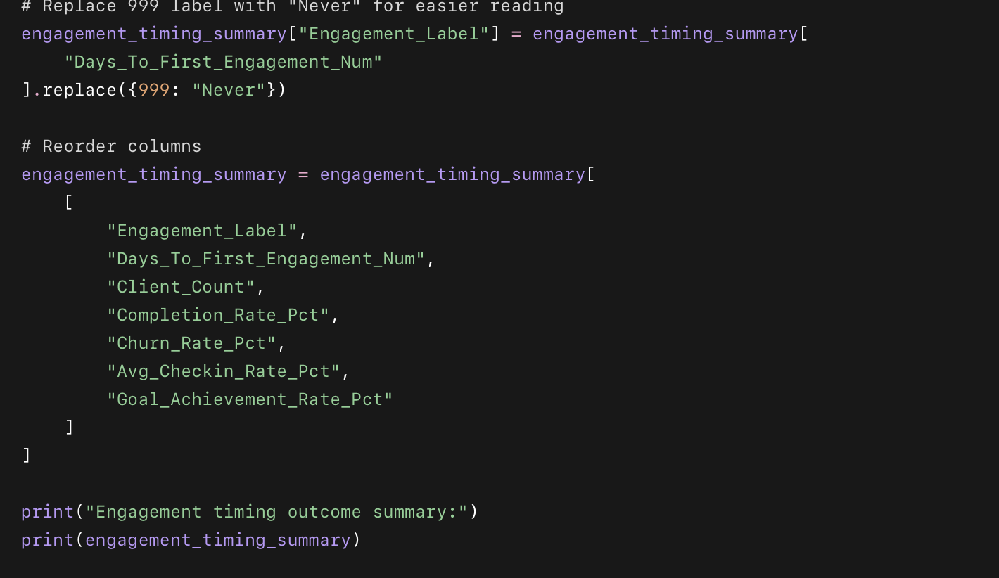 # Replace 999 label with "Never" for easier reading
engagement_timing_summary["Engagement_Label"] = engagement_timing_summary[
    "Days_To_First_Engagement_Num"
].replace({999: "Never"})

# Reorder columns
engagement_timing_summary = engagement_timing_summary[
    [
        "Engagement_Label",
        "Days_To_First_Engagement_Num",
        "Client_Count",
        "Completion_Rate_Pct",
        "Churn_Rate_Pct",
        "Avg_Checkin_Rate_Pct",
        "Goal_Achievement_Rate_Pct"
    ]
]

print("Engagement timing outcome summary:")
print(engagement_timing_summary)